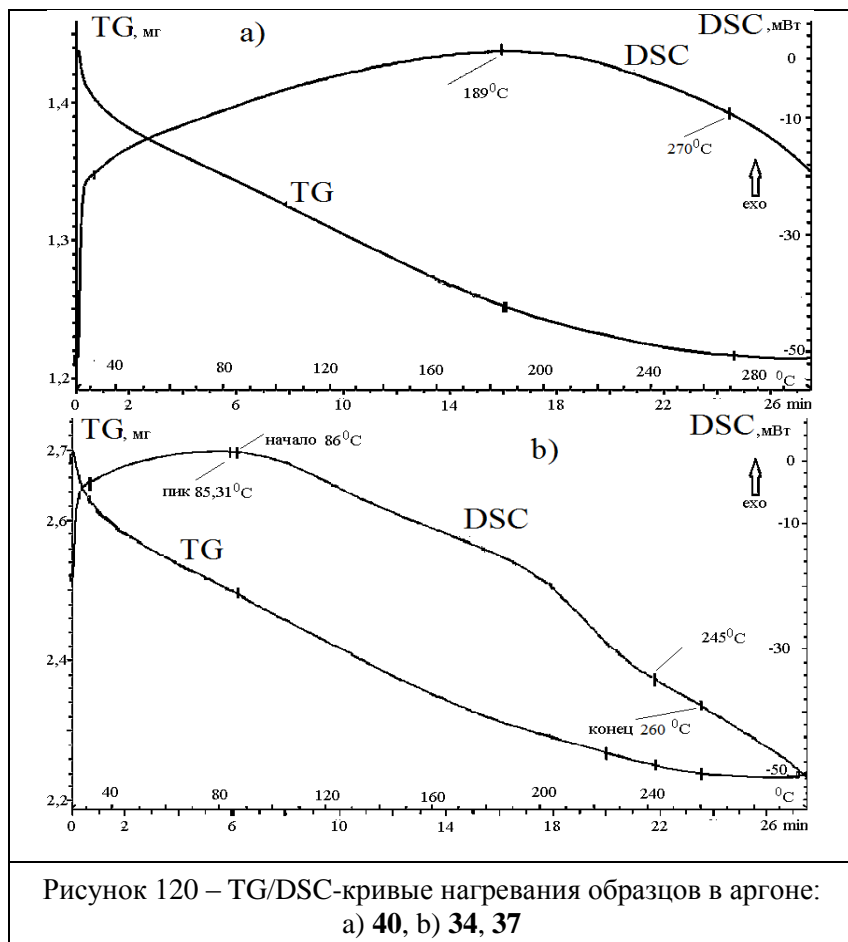 TG, мг
a)
DSC,мВт
0
DSC
189⁰C
1,4
-10
270⁰C
TG
exo
1,3
-30
-50
40
80
120
160
200
240
280 ⁰C
1,2
0
2
6
10
14
18
22
26 min
TG, мг
DSC,мВт
2,7
начало 86⁰C
b)
0
пик 85,31⁰C
exo
DSC
2,6
-10
TG
-30
245⁰C
2,4
конец 260 ⁰C
-50
40
80
120
160
200
240
⁰C
2,2
0
2
6
10
14
18
22
26 min
Рисунок 120 – TG/DSC-кривые нагревания образцов в аргоне:
a) 40, b) 34, 37